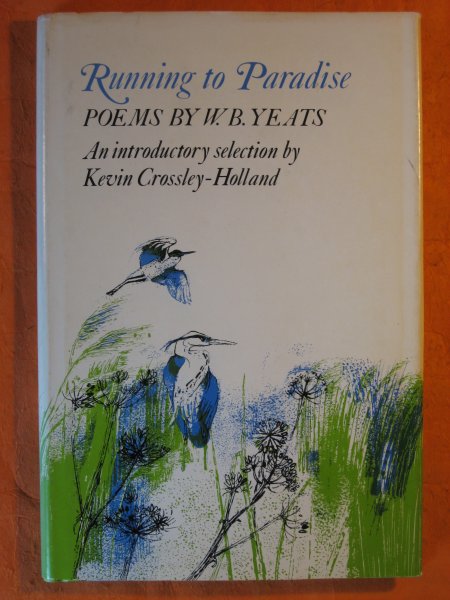 Running to Paradise
POEMS BY W. B. YEATS
An introductory selection by
Kevin Crossley-Holland